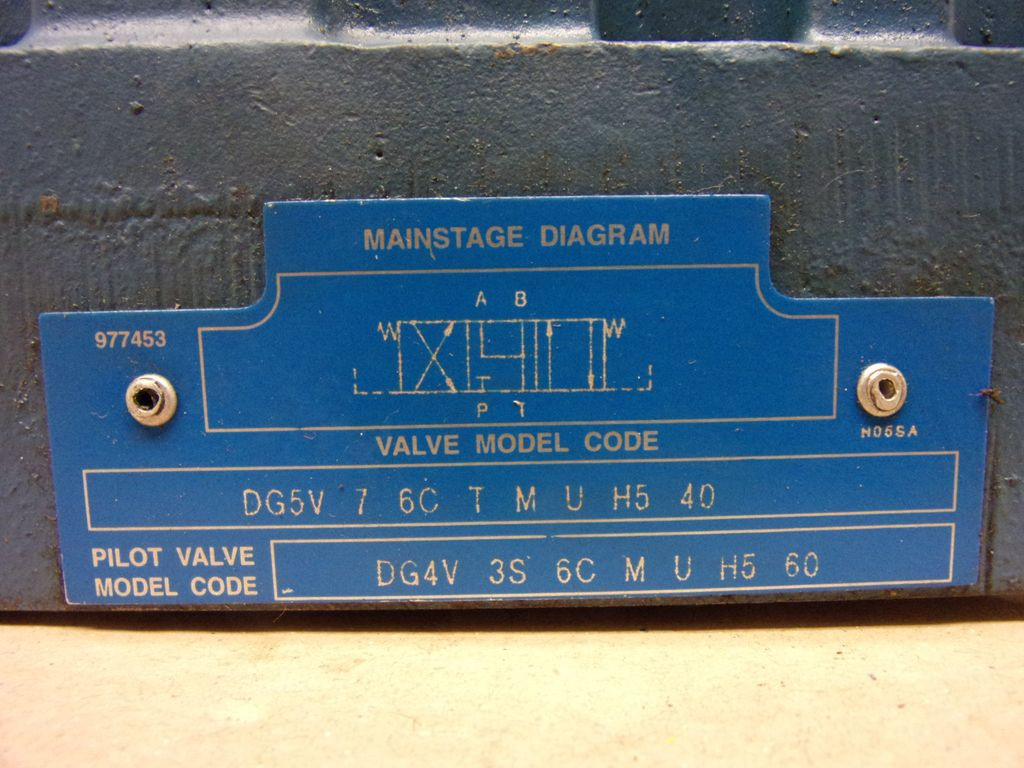 MAINSTAGE DIAGRAM
977453
A B
P T
H05SA
VALVE MODEL CODE
DG5V 7 6C T M U H5 40
PILOT VALVE
MODEL CODE
DG4V 3S 6C M U H5 60